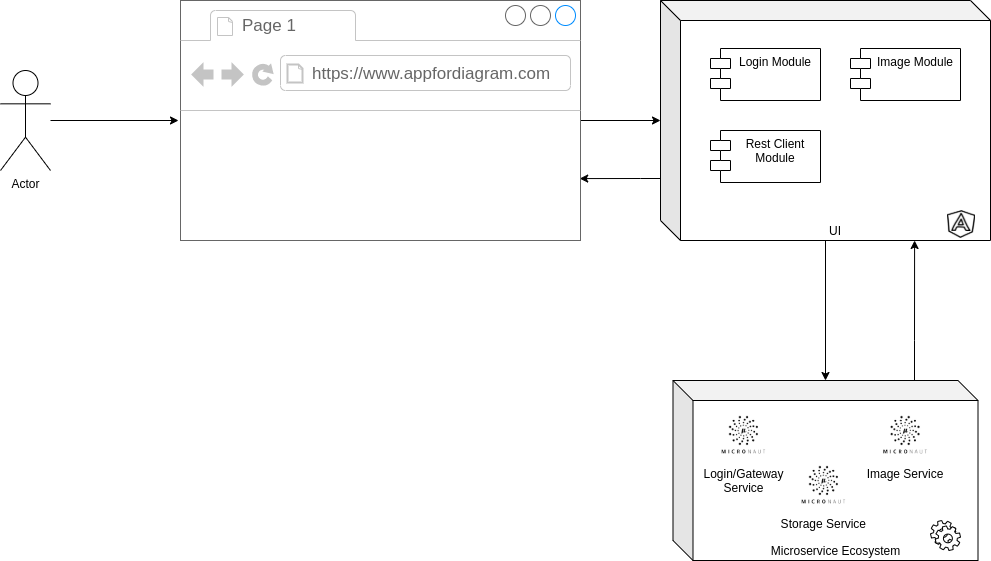 Page 1
https://www.appfordiagram.com
Actor
Login Module
Image Module
Rest Client
Module
UI
MICRONAUT
MICRONAUT
Login/Gateway
Service
Image Service
MICRONAUT
Storage Service
Microservice Ecosystem